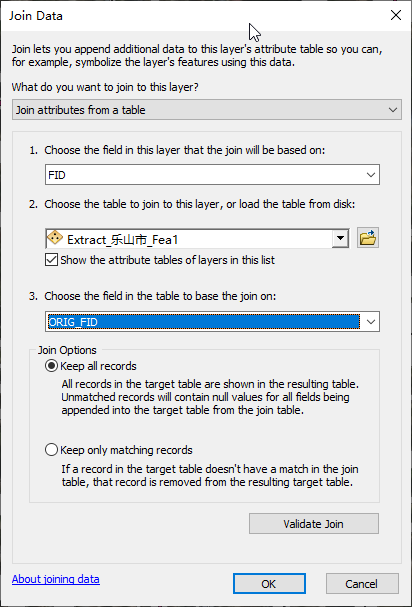 Join Data
Join lets you append additional data to this layer's attribute table so you can,
for example, symbolize the layer's features using this data.
What do you want to join to this layer?
Join attributes from a table
1. Choose the field in this layer that the join will be based on:
FID
2. Choose the table to join to this layer, or load the table from disk:
Extract_乐山市_Fea1
Show the attribute tables of layers in this list
3. Choose the field in the table to base the join on:
ORIG_FID
Join Options
Keep all records
All records in the target table are shown in the resulting table.
Unmatched records will contain null values for all fields being
appended into the target table from the join table.
Keep only matching records
If a record in the target table doesn't have a match in the join
table, that record is removed from the resulting target table.
Validate Join
About joining data
OK
Cancel